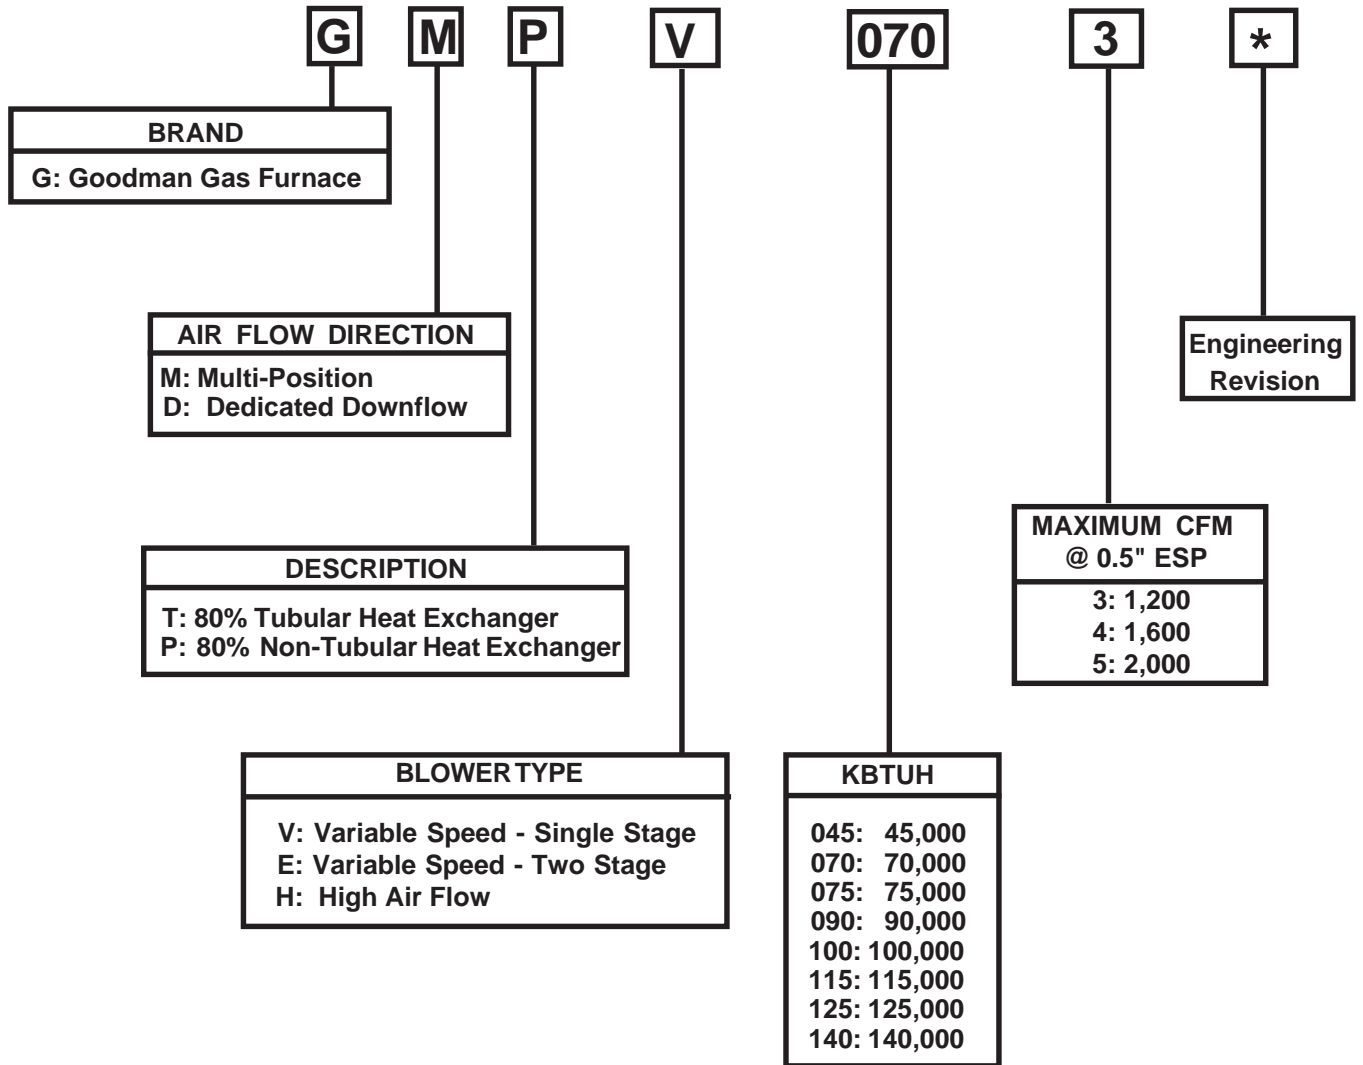 G M P V 070 3 *
BRAND
G: Goodman Gas Furnace
AIR FLOW DIRECTION
M: Multi-Position
D: Dedicated Downflow
Engineering
Revision
MAXIMUM CFM
@ 0.5" ESP
3: 1,200
4: 1,600
5: 2,000
DESCRIPTION
T: 80% Tubular Heat Exchanger
P: 80% Non-Tubular Heat Exchanger
BLOWER TYPE
V: Variable Speed - Single Stage
E: Variable Speed - Two Stage
H: High Air Flow
KBTUH
045: 45,000
070: 70,000
075: 75,000
090: 90,000
100: 100,000
115: 115,000
125: 125,000
140: 140,000